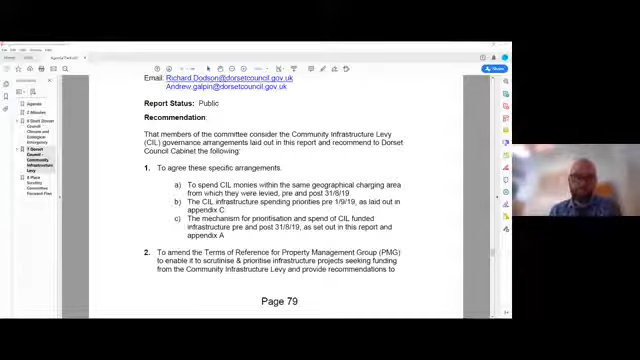 Email: Richard.Dodson@dorsetcouncil.gov.uk
Andrew.galpin@dorsetcouncil.gov.uk
Report Status: Public
Recommendation:
That members of the committee consider the Community Infrastructure Levy
(CIL) governance arrangements laid out in this report and recommend to Dorset
Council Cabinet the following:
1. To agree these specific arrangements.
a) To spend CIL monies within the same geographical charging area
from which they were levied, pre and post 31/8/19.
b) The CIL infrastructure spending priorities pre 1/9/19, as laid out in
appendix C
c) The mechanism for prioritisation and spend of CIL funded
infrastructure pre and post 31/8/19, as set out in this report and
appendix A
2. To amend the Terms of Reference for Property Management Group (PMG)
to enable it to scrutinise & prioritise infrastructure projects seeking funding
from the Community Infrastructure Levy and provide recommendations to
Page 79